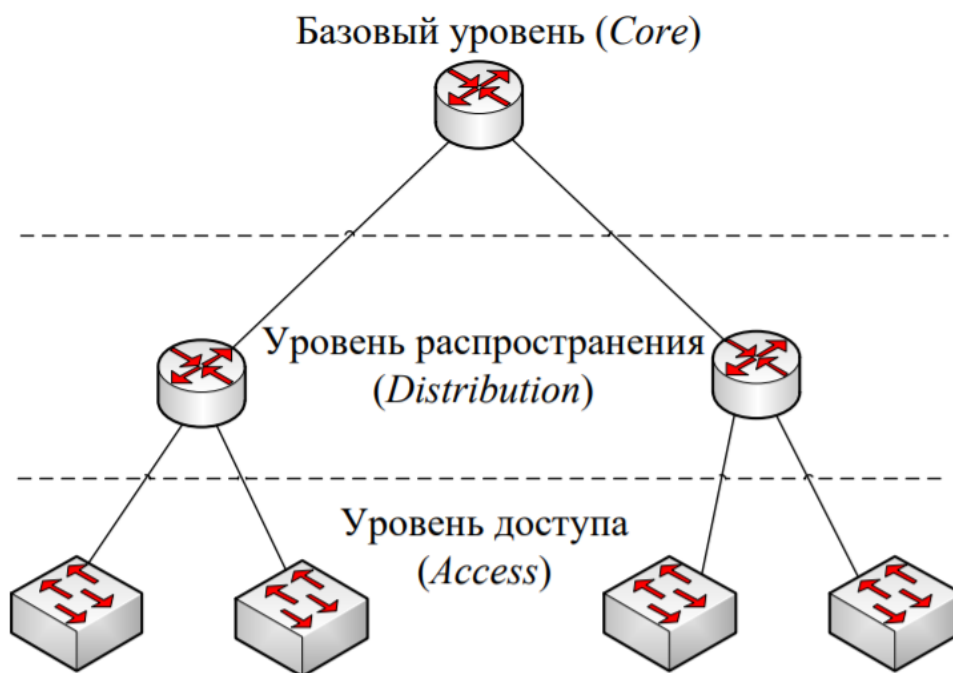 Базовый уровень (Core)
Уровень распространения
(Distribution)
Уровень доступа
(Access)